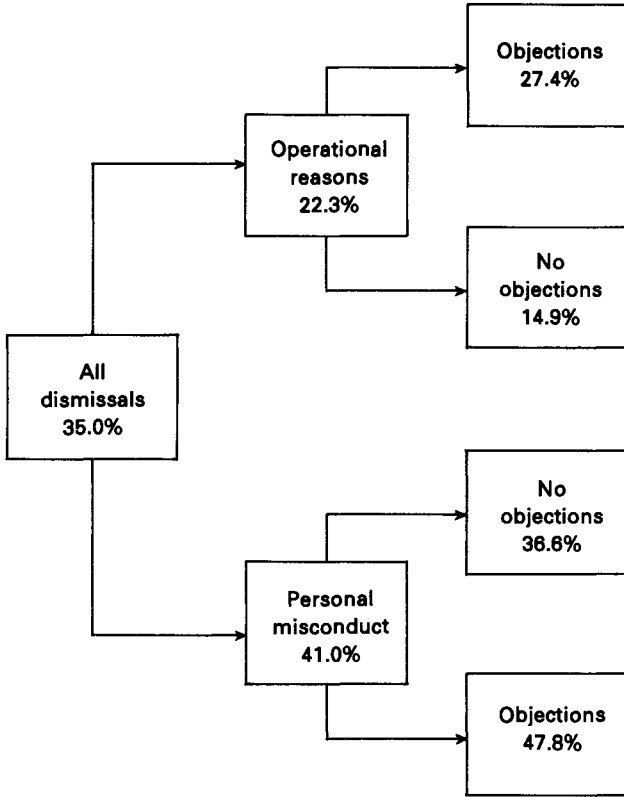 Objections
27.4%
Operational
reasons
22.3%
No
objections
14.9%
All
dismissals
35.0%
No
objections
36.6%
Personal
misconduct
41.0%
Objections
47.8%